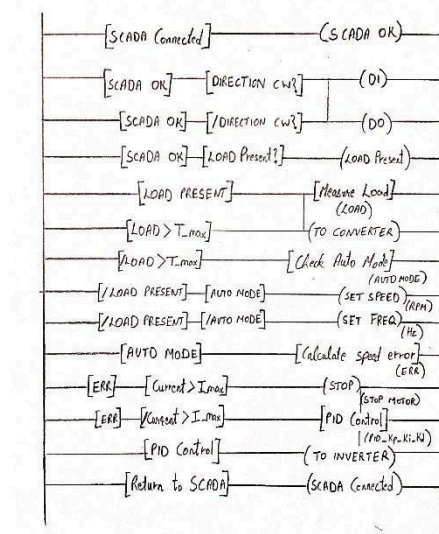 [SCADA Connected] (SCADA OK)
[SCADA OK] [DIRECTION CW?] (D1)
[SCADA OK] [/DIRECTION CW?] (D0)
[SCADA OK] [LOAD Present?] (LOAD Present)
[LOAD PRESENT] [Measure Load]
(LOAD)
[LOAD>T_max] (TO CONVERTER)
[/LOAD>T_max] [Check Auto Mode]
(AUTO MODE)
[/LOAD PRESENT] [AUTO MODE] (SET SPEED)
(RPM)
[/LOAD PRESENT] [/AUTO MODE] (SET FREQ)
(Hz)
[AUTO MODE] [Calculate speed error]
(ERR)
[ERR] [Current>I_max] (STOP)
(STOP MOTOR)
[ERR] [/Current>I_max] [PID Control]
(PID_Kp_Ki_Kd)
[PID Control] (TO INVERTER)
[Return to SCADA] (SCADA Connected)